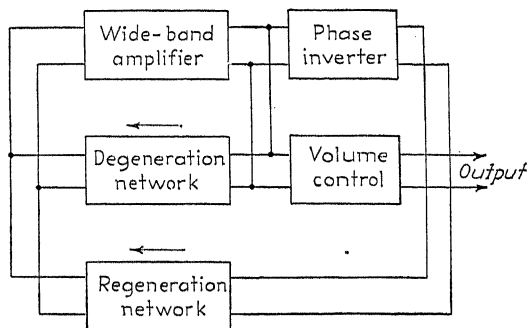 Wide-band
amplifier
Phase
inverter
Degeneration
network
Volume
control
Output
Regeneration
network